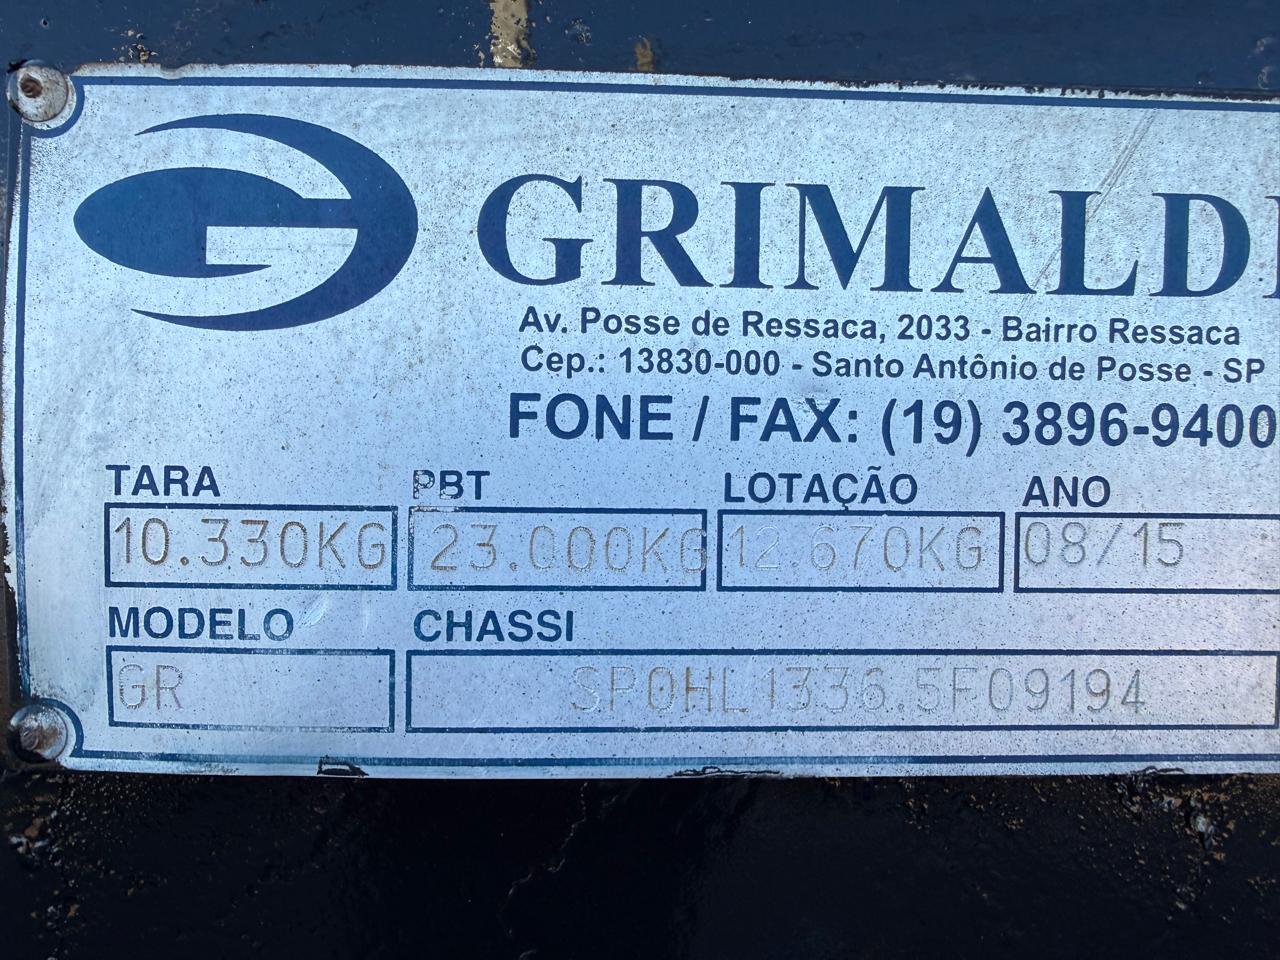 GRIMALDI
Av. Posse de Ressaca, 2033 - Bairro Ressaca
Cep.: 13830-000 - Santo Antônio de Posse - SP
FONE / FAX: (19) 3896-9400
TARA PBT LOTAÇÃO ANO
10.330KG 23.000KG 12.670KG 08/15
MODELO CHASSI
GR SP0HL1336.5F09194